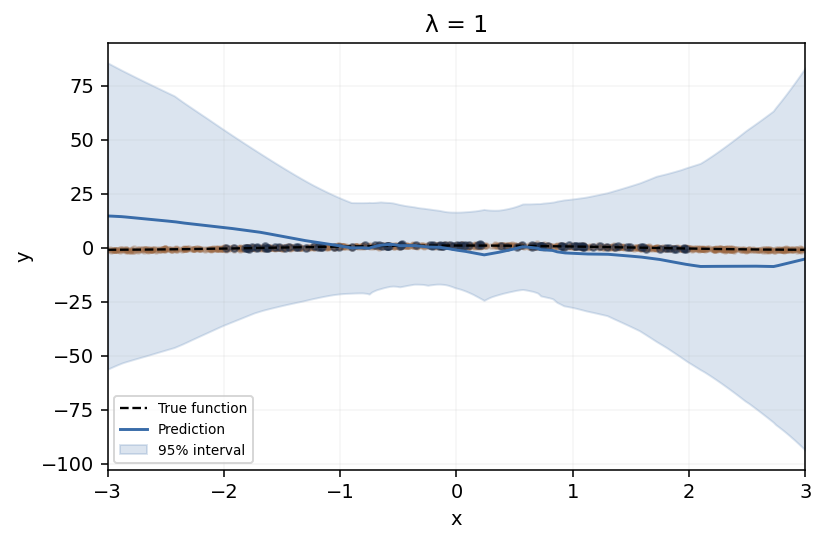 λ = 1
75
50
25
0
−25
−50
−75
−100
y
True function
Prediction
95% interval
−3 −2 −1 0 1 2 3
x